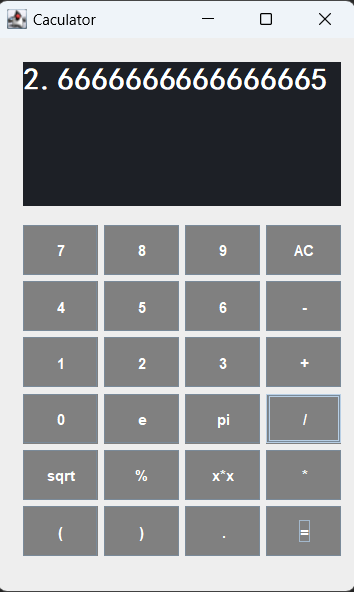 Caculator
2. 6666666666666665
7 8 9 AC
4 5 6 -
1 2 3 +
0 e pi /
sqrt % x*x *
( ) . =